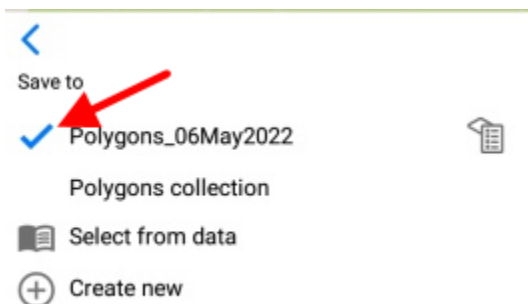 Save to
Polygons_06May2022
Polygons collection
Select from data
Create new